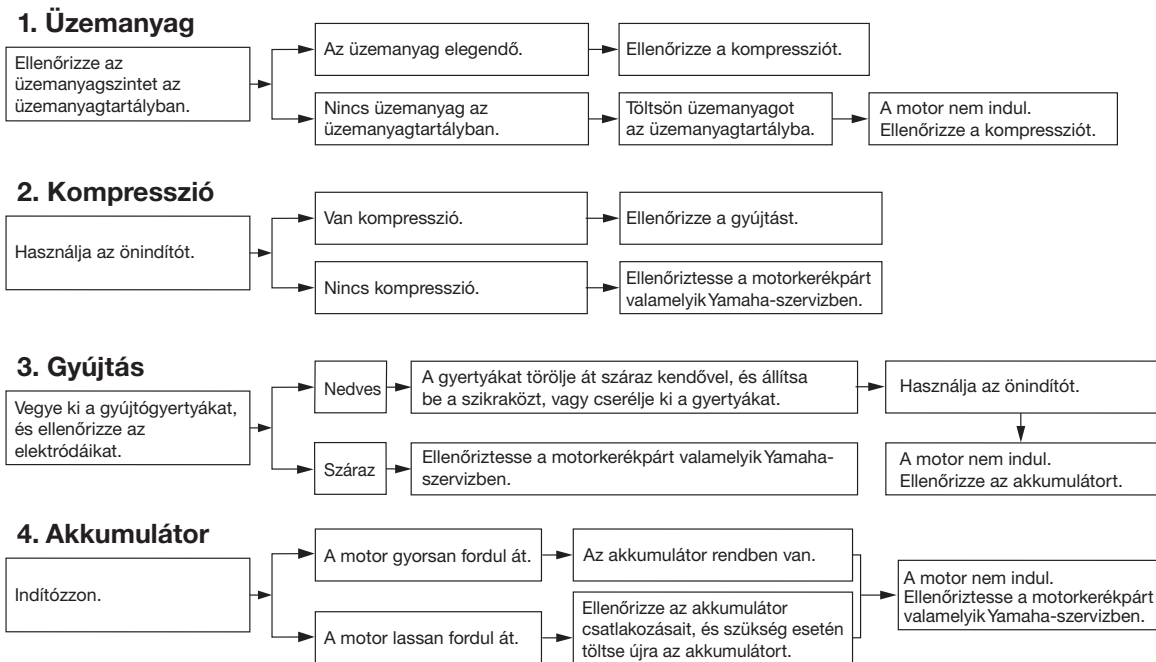 1. Üzemanyag
Ellenőrizze az
üzemanyagszintet az
üzemanyagtartályban.
Az üzemanyag elegendő.
Ellenőrizze a kompressziót.
Nincs üzemanyag az
üzemanyagtartályban.
Töltsön üzemanyagot
az üzemanyagtartályba.
A motor nem indul.
Ellenőrizze a kompressziót.
2. Kompresszió
Használja az önindítót.
Van kompresszió.
Ellenőrizze a gyújtást.
Nincs kompresszió.
Ellenőriztesse a motorkerékpárt
valamelyik Yamaha-szervizben.
3. Gyújtás
Vegye ki a gyújtógyertyákat,
és ellenőrizze az
elektródáikat.
Nedves
A gyertyákat törölje át száraz kendővel, és állítsa
be a szikraközt, vagy cserélje ki a gyertyákat.
Használja az önindítót.
Száraz
Ellenőriztesse a motorkerékpárt valamelyik Yamaha-
szervizben.
A motor nem indul.
Ellenőrizze az akkumulátort.
4. Akkumulátor
Indítózzon.
A motor gyorsan fordul át.
Az akkumulátor rendben van.
A motor lassan fordul át.
Ellenőrizze az akkumulátor
csatlakozásait, és szükség esetén
töltse újra az akkumulátort.
A motor nem indul.
Ellenőriztesse a motorkerékpárt
valamelyik Yamaha-szervizben.